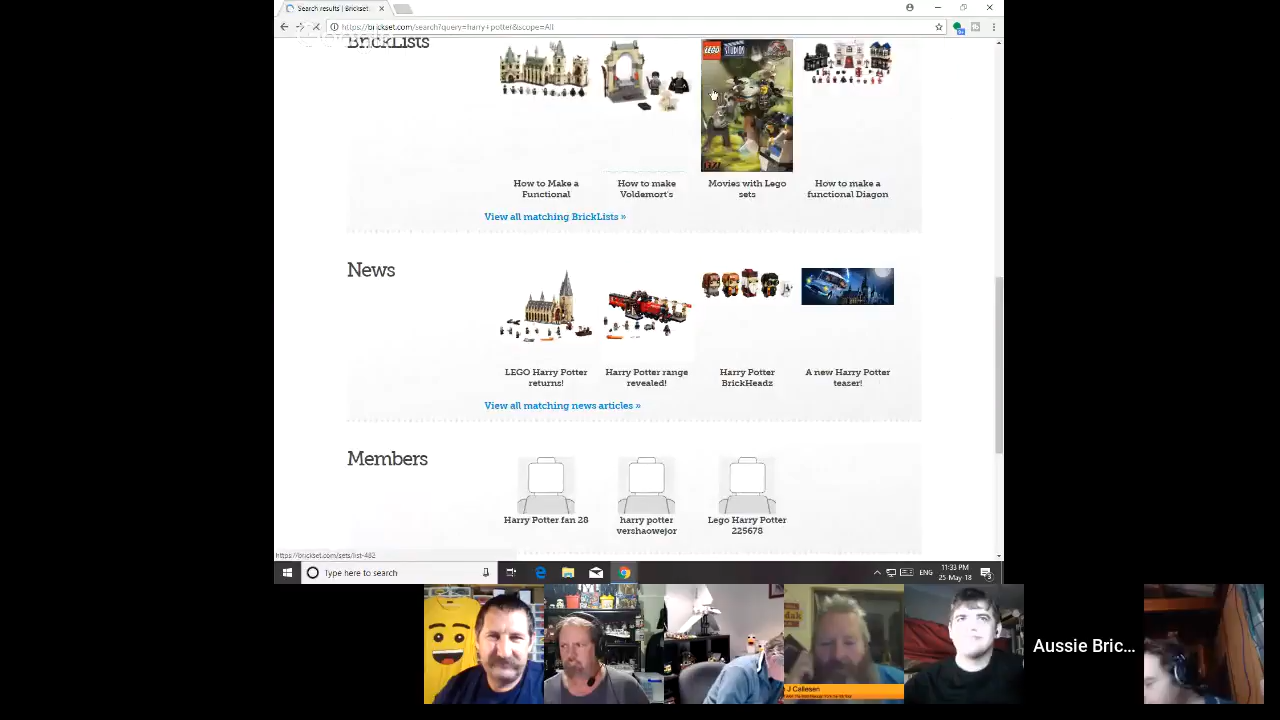 Search results | Brickset
https://brickset.com/search?query=harry+potter&scope=All
BrickLists
LEGO STUDIOS
How to Make a Functional
How to make Voldemort's
Movies with Lego sets
How to make a functional Diagon
View all matching BrickLists »
News
LEGO Harry Potter returns!
Harry Potter range revealed!
Harry Potter BrickHeadz
A new Harry Potter teaser!
View all matching news articles »
Members
Harry Potter fan 28
harry potter vershaowejor
Lego Harry Potter 225678
https://brickset.com/sets/list-482
Type here to search
ENG
11:33 PM
25-May-18
J Callesen
Aussie Bric...